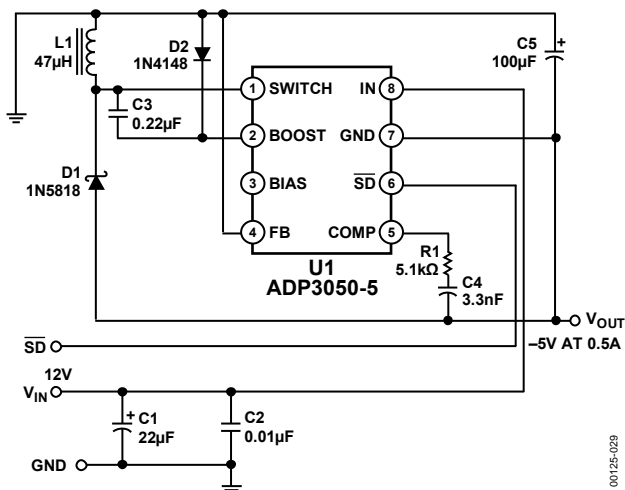 L1
47µH
D2
1N4148
C5
100µF
+
C3
0.22µF
1 SWITCH
IN 8
2 BOOST
GND 7
3 BIAS
SD 6
4 FB
COMP 5
D1
1N5818
U1
ADP3050-5
R1
5.1kΩ
C4
3.3nF
VOUT
–5V AT 0.5A
SD
12V
VIN
+ C1
22µF
C2
0.01µF
GND
00125-029